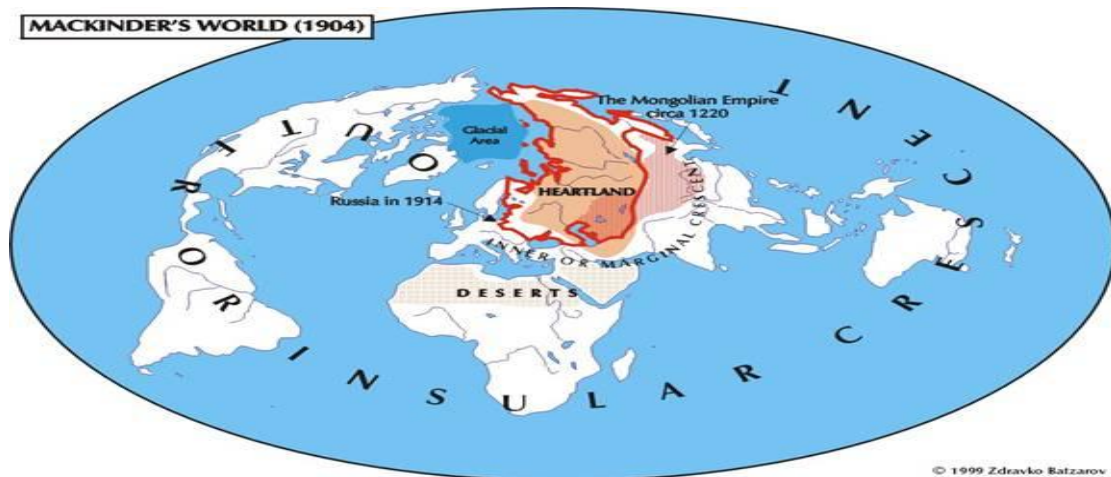 MACKINDER'S WORLD (1904)
The Mongolian Empire
circa 1220
Glacial
Area
HEARTLAND
Russia in 1914
INNER OR MARGINAL CRESCENT
DESERTS
OUTER OR INSULAR CRESCENT
© 1999 Zdravko Batzarov